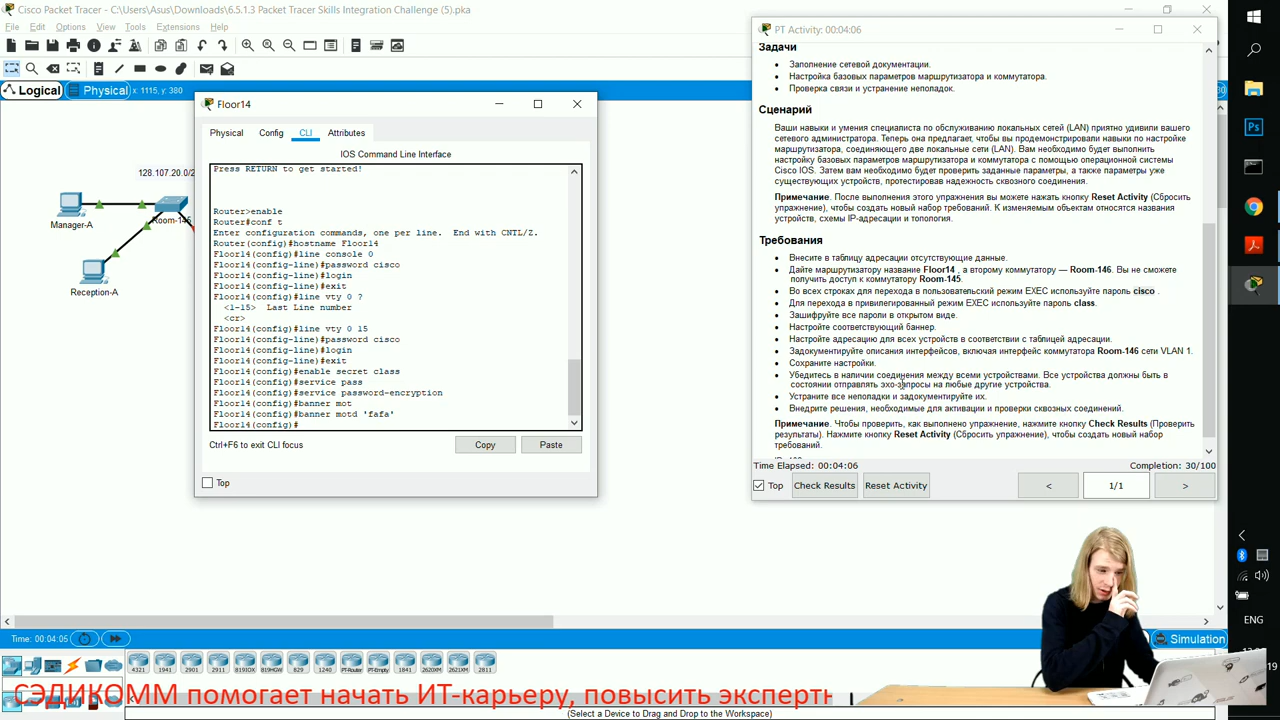 Cisco Packet Tracer - C:\Users\Asus\Downloads\6.5.1.3 Packet Tracer Skills Integration Challenge (5).pka
File Edit Options View Tools Extensions Help
Logical Physical x: 1115, y: 380
128.107.20.0/2
Manager-A
Room-145
Reception-A
Floor14
Physical Config CLI Attributes
IOS Command Line Interface
Press RETURN to get started!
Router>enable
Router#conf t
Enter configuration commands, one per line. End with CNTL/Z.
Router(config)#hostname Floor14
Floor14(config)#line console 0
Floor14(config-line)#password cisco
Floor14(config-line)#login
Floor14(config-line)#exit
Floor14(config)#line vty 0 ?
<1-15> Last Line number
<cr>
Floor14(config)#line vty 0 15
Floor14(config-line)#password cisco
Floor14(config-line)#login
Floor14(config-line)#exit
Floor14(config)#enable secret class
Floor14(config)#service pass
Floor14(config)#service password-encryption
Floor14(config)#banner mot
Floor14(config)#banner motd 'fafa'
Floor14(config)#
Ctrl+F6 to exit CLI focus
Copy
Paste
Top
PT Activity: 00:04:06
Задачи
Заполнение сетевой документации.
Настройка базовых параметров маршрутизатора и коммутатора.
Проверка связи и устранение неполадок.
Сценарий
Ваши навыки и умения специалиста по обслуживанию локальных сетей (LAN) приятно удивили вашего
сетевого администратора. Теперь она предлагает, чтобы вы продемонстрировали навыки по настройке
маршрутизатора, соединяющего две локальные сети (LAN). Вам необходимо будет выполнить
настройку базовых параметров маршрутизатора и коммутатора с помощью операционной системы
Cisco IOS. Затем вам необходимо будет проверить заданные параметры, а также параметры уже
существующих устройств, протестировав надежность сквозного соединения.
Примечание. После выполнения этого упражнения вы можете нажать кнопку Reset Activity (Сбросить
упражнение), чтобы создать новый набор требований. К изменяемым объектам относятся названия
устройств, схемы IP-адресации и топология.
Требования
Внесите в таблицу адресации отсутствующие данные.
Дайте маршрутизатору название Floor14 , а второму коммутатору — Room-146. Вы не сможете
получить доступ к коммутатору Room-145.
Во всех строках для перехода в пользовательский режим EXEC используйте пароль cisco .
Для перехода в привилегированный режим EXEC используйте пароль class.
Зашифруйте все пароли в открытом виде.
Настройте соответствующий баннер.
Настройте адресацию для всех устройств в соответствии с таблицей адресации.
Задокументируйте описания интерфейсов, включая интерфейс коммутатора Room-146 сети VLAN 1.
Сохраните настройки.
Убедитесь в наличии соединения между всеми устройствами. Все устройства должны быть в
состоянии отправлять эхо-запросы на любые другие устройства.
Устраните все неполадки и задокументируйте их.
Внедрите решения, необходимые для активации и проверки сквозных соединений.
Примечание. Чтобы проверить, как выполнено упражнение, нажмите кнопку Check Results (Проверить
результаты). Нажмите кнопку Reset Activity (Сбросить упражнение), чтобы создать новый набор
требований.
Time Elapsed: 00:04:06 Completion: 30/100
Top Check Results Reset Activity < 1/1 >
Time: 00:04:05
Simulation
4321 1941 2901 2911 819IOX 819HGW 829 1240 PT-Router PT-Empty 1841 2620XM 2621XM 2811
СЭДИКОММ помогает начать ИТ-карьеру, повысить эксперт
(Select a Device to Drag and Drop to the Workspace)
ENG